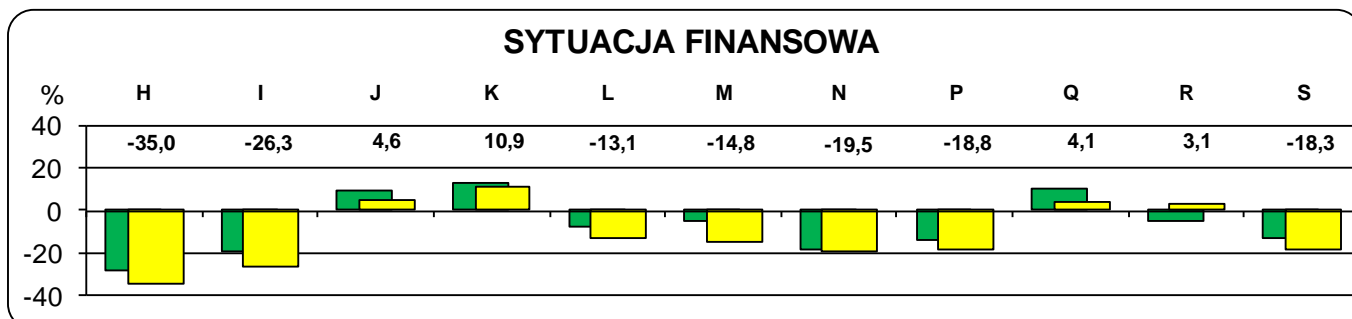 SYTUACJA FINANSOWA
% H I J K L M N P Q R S
40
-35,0 -26,3 4,6 10,9 -13,1 -14,8 -19,5 -18,8 4,1 3,1 -18,3
20
0
-20
-40